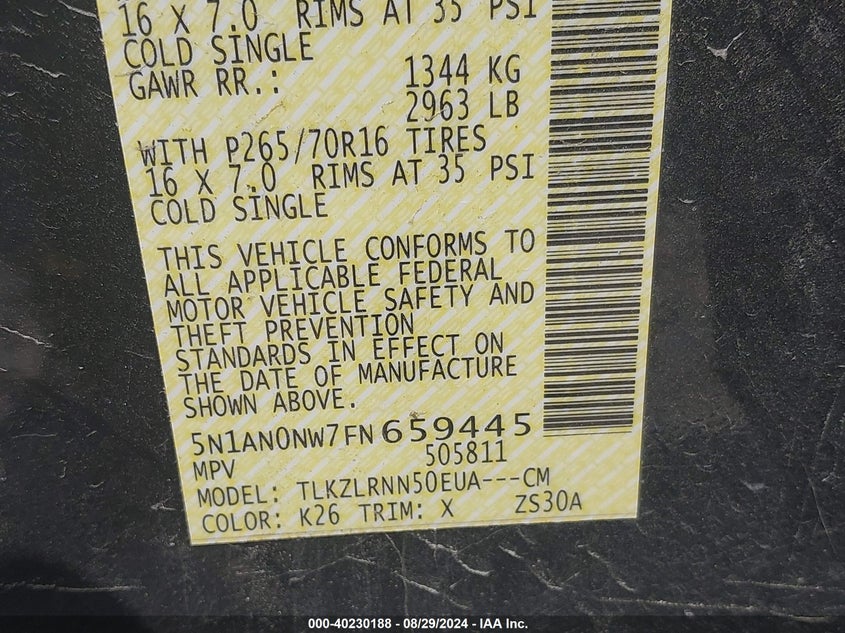 16 X 7.0 RIMS AT 35 PSI
COLD SINGLE
GAWR RR.: 1344 KG
2963 LB
WITH P265/70R16 TIRES
16 X 7.0 RIMS AT 35 PSI
COLD SINGLE
THIS VEHICLE CONFORMS TO
ALL APPLICABLE FEDERAL
MOTOR VEHICLE SAFETY AND
THEFT PREVENTION
STANDARDS IN EFFECT ON
THE DATE OF MANUFACTURE
SHOWN ABOVE.
5N1AN0NW7FN659445
MPV 505811
MODEL: TLKZLRNN50EUA---CM
COLOR: K26 TRIM: X ZS30A
000-40230188 - 08/29/2024 - IAA Inc.